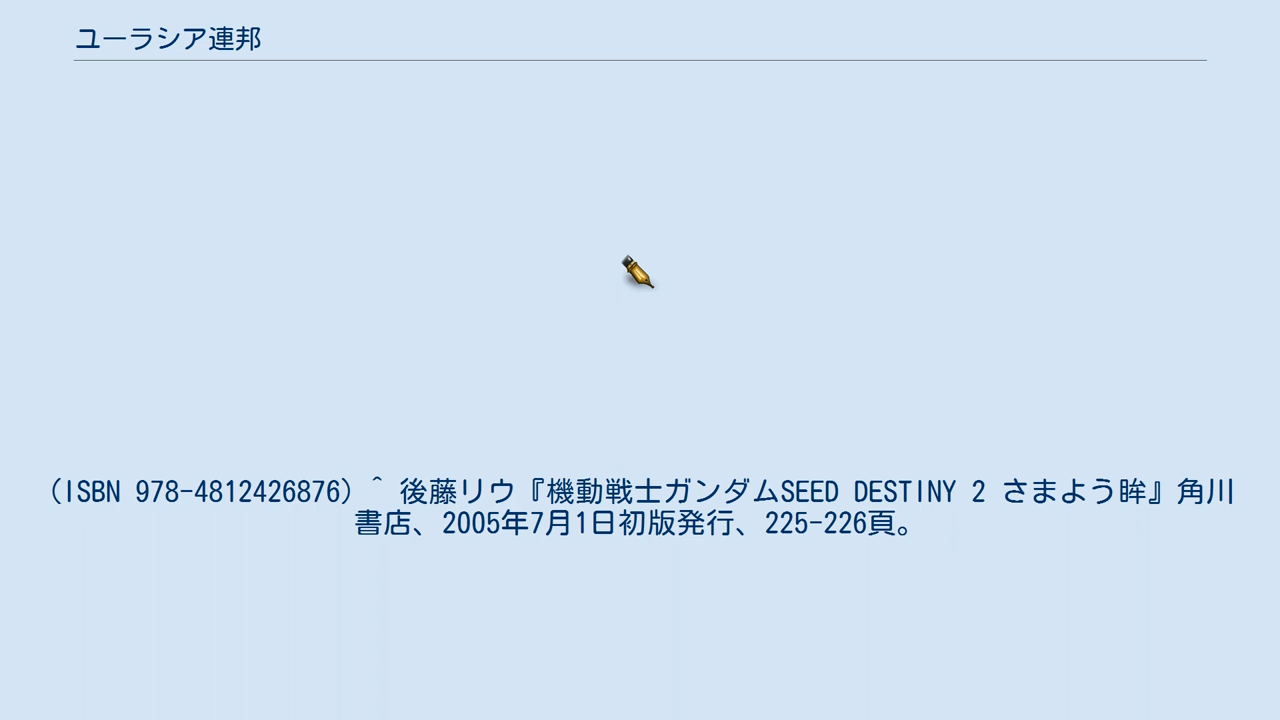 ユーラシア連邦
（ISBN 978-4812426876）^ 後藤リウ『機動戦士ガンダムSEED DESTINY 2 さまよう眸』角川
書店、2005年7月1日初版発行、225-226頁。